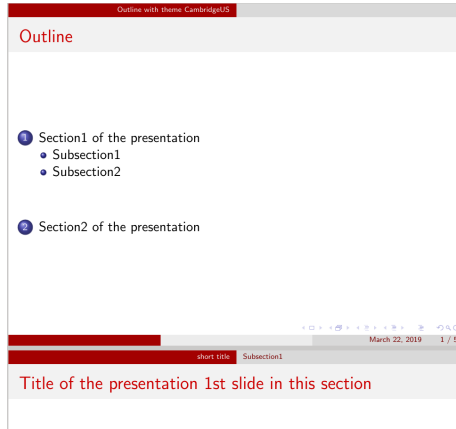 Outline with theme CambridgeUS
Outline
1 Section1 of the presentation
Subsection1
Subsection2
2 Section2 of the presentation
March 22, 2019 1 / 5
short title Subsection1
Title of the presentation 1st slide in this section